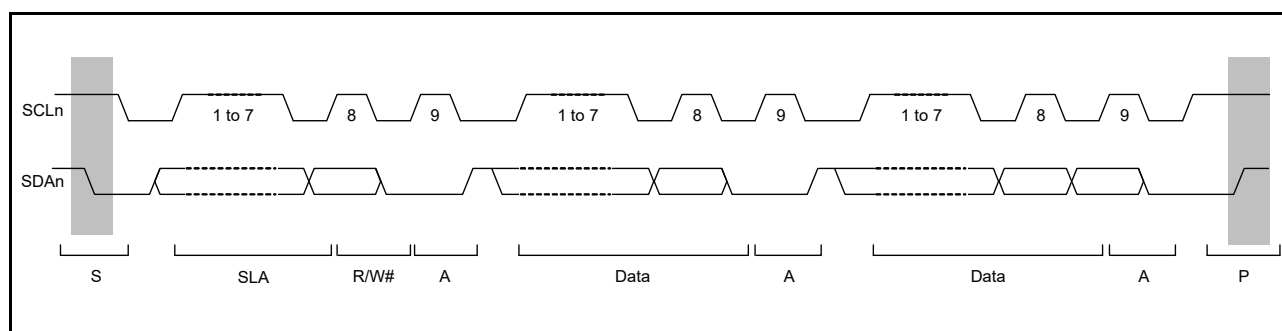 SCLn
1 to 7 8 9 1 to 7 8 9 1 to 7 8 9
SDAn
S SLA R/W# A Data A Data A P